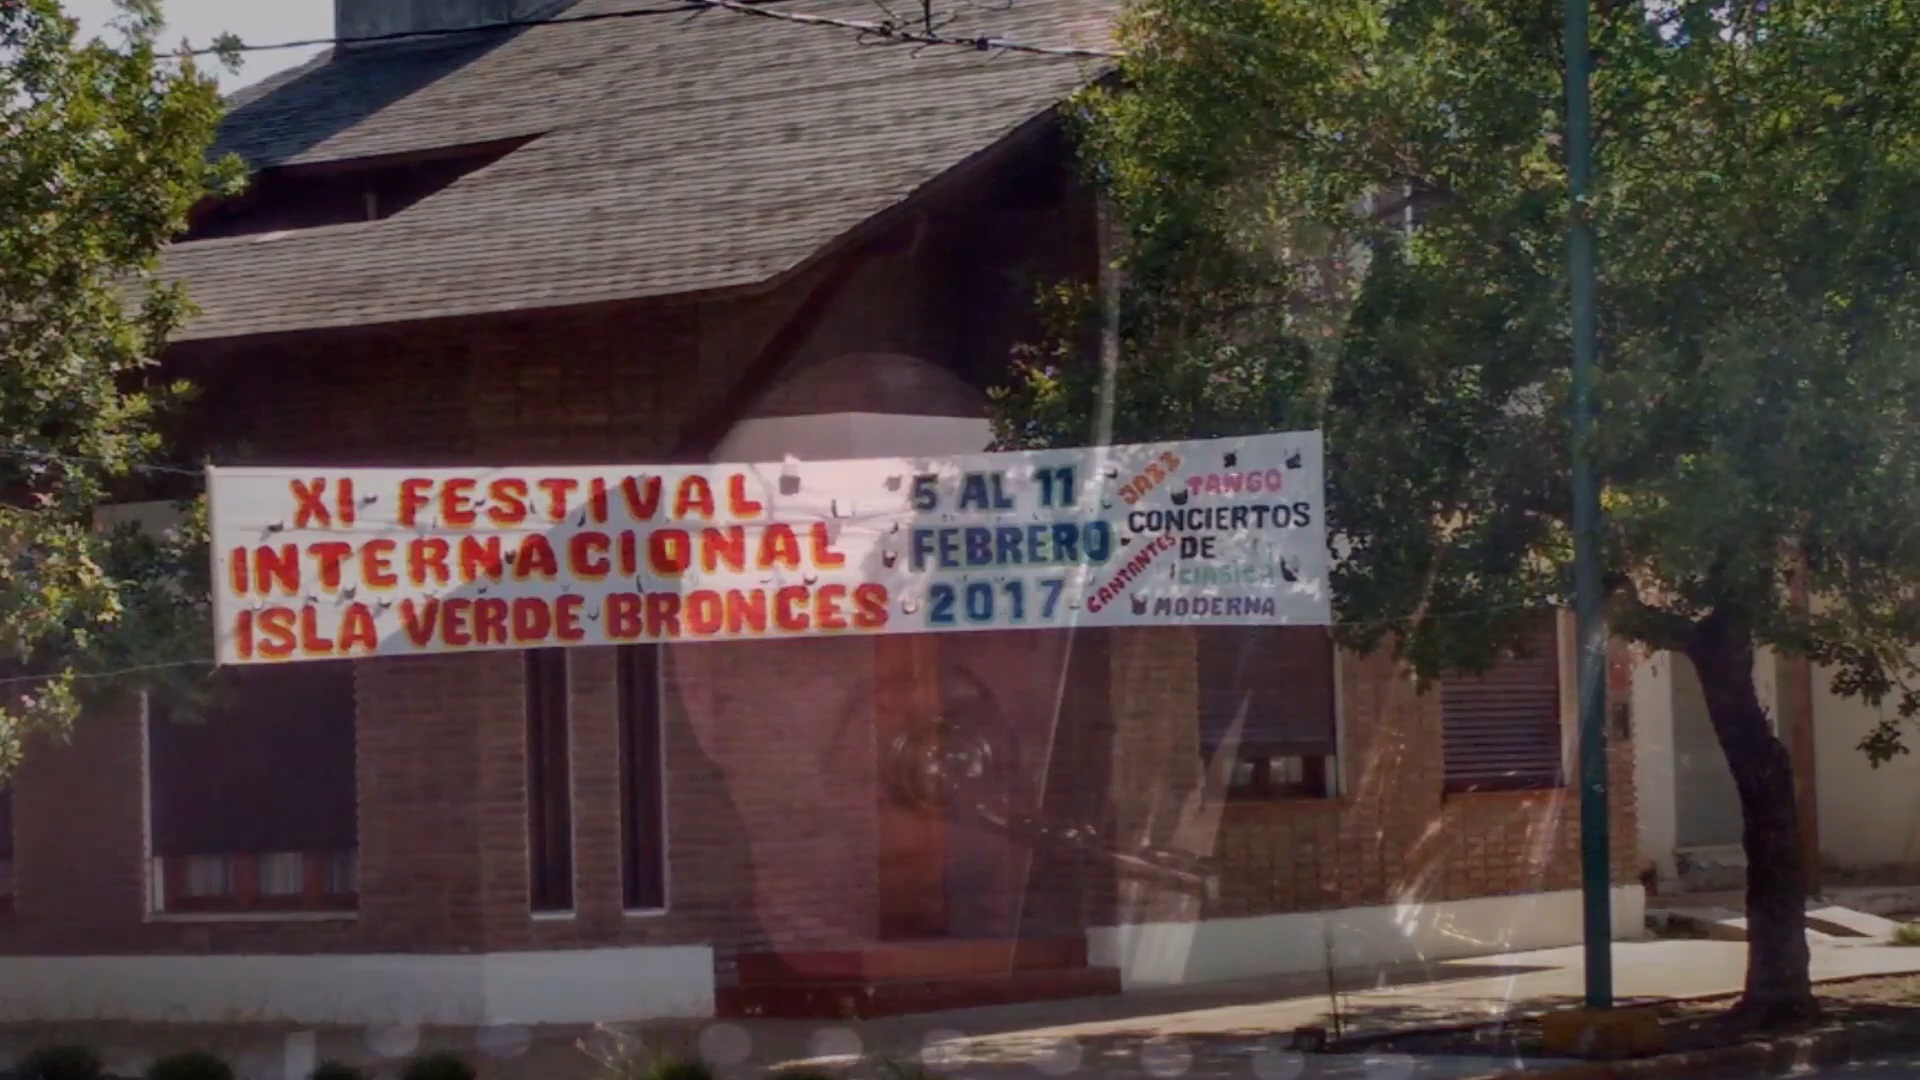 XI FESTIVAL
INTERNACIONAL
ISLA VERDE BRONCES
5 AL 11
FEBRERO
2017
JAZZ
TANGO
CONCIERTOS
DE
CANTANTES
MODERNA